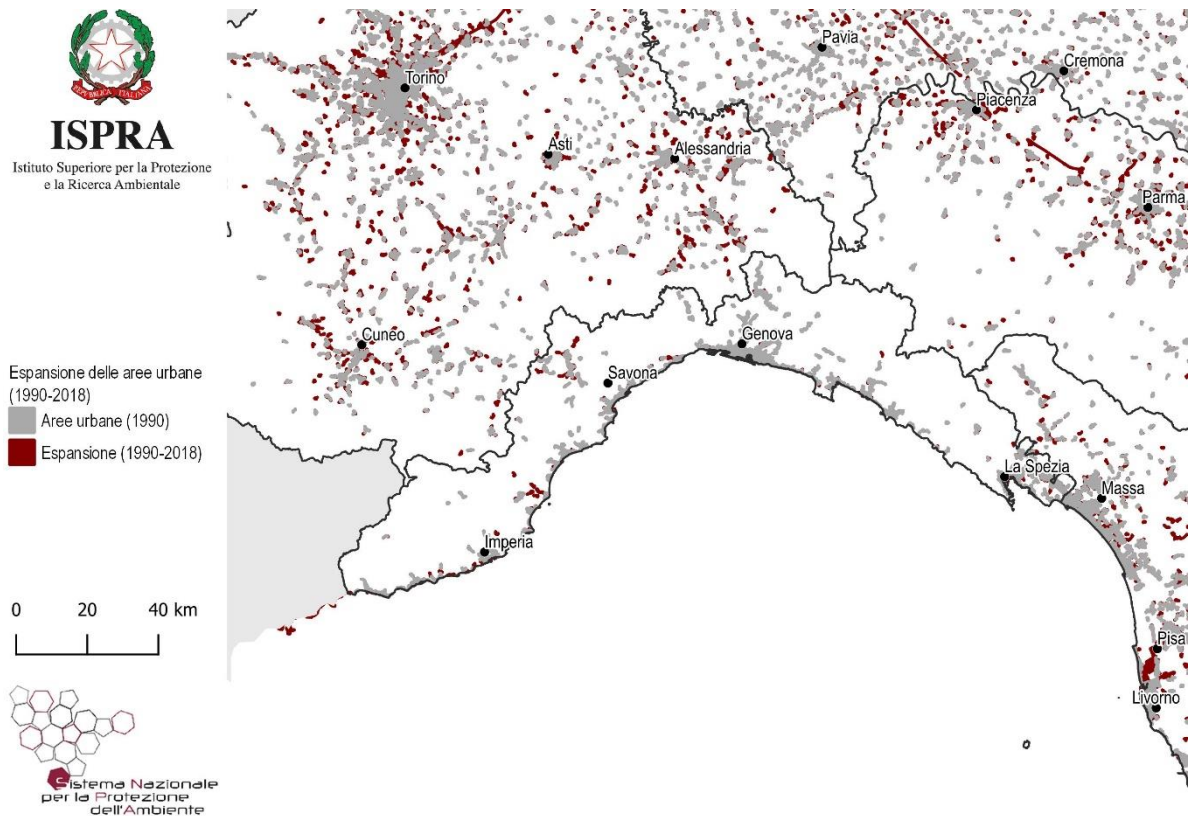 REPVBBLICA ITALIANA
ISPRA
Istituto Superiore per la Protezione
e la Ricerca Ambientale
Espansione delle aree urbane
(1990-2018)
Aree urbane (1990)
Espansione (1990-2018)
0 20 40 km
Sistema Nazionale
per la Protezione
dell'Ambiente
Pavia
Cremona
Torino
Piacenza
Asti
Alessandria
Parma
Cuneo
Genova
Savona
La Spezia
Massa
Imperia
Pisa
Livorno